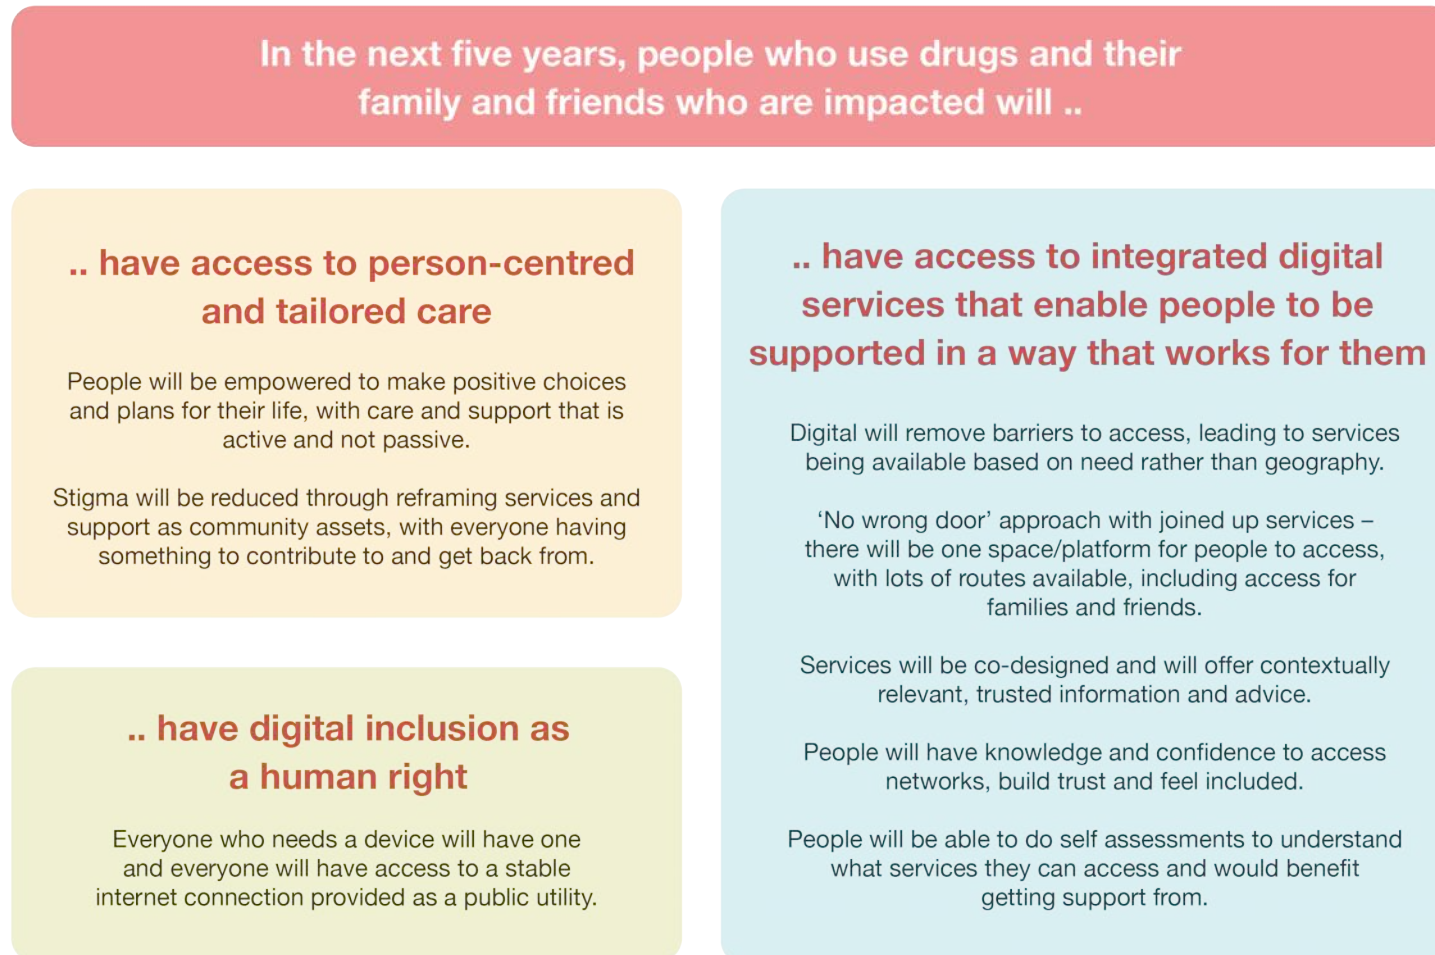 In the next five years, people who use drugs and their
family and friends who are impacted will ..
.. have access to person-centred
and tailored care
People will be empowered to make positive choices
and plans for their life, with care and support that is
active and not passive.
Stigma will be reduced through reframing services and
support as community assets, with everyone having
something to contribute to and get back from.
.. have digital inclusion as
a human right
Everyone who needs a device will have one
and everyone will have access to a stable
internet connection provided as a public utility.
.. have access to integrated digital
services that enable people to be
supported in a way that works for them
Digital will remove barriers to access, leading to services
being available based on need rather than geography.
‘No wrong door’ approach with joined up services –
there will be one space/platform for people to access,
with lots of routes available, including access for
families and friends.
Services will be co-designed and will offer contextually
relevant, trusted information and advice.
People will have knowledge and confidence to access
networks, build trust and feel included.
People will be able to do self assessments to understand
what services they can access and would benefit
getting support from.